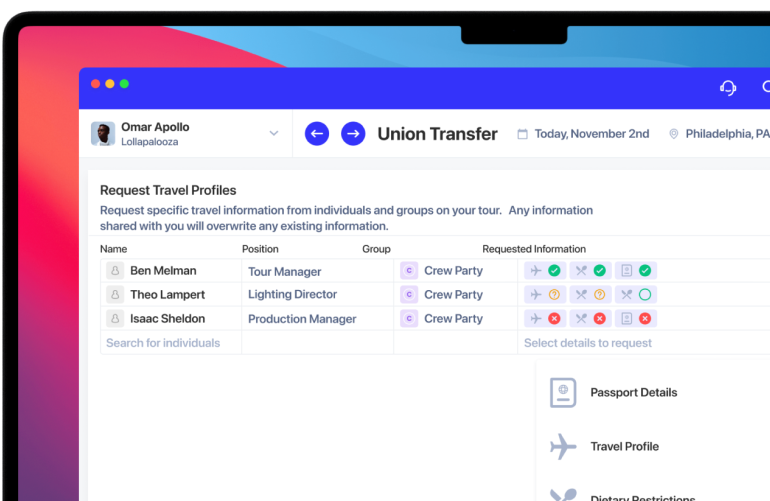 Omar Apollo
Lollapalooza
Union Transfer
Today, November 2nd
Philadelphia, PA
Request Travel Profiles
Request specific travel information from individuals and groups on your tour. Any information
shared with you will overwrite any existing information.
Name Position Group Requested Information
Ben Melman Tour Manager C Crew Party
Theo Lampert Lighting Director C Crew Party
Isaac Sheldon Production Manager C Crew Party
Search for individuals Select details to request
Passport Details
Travel Profile
Dietary Restrictions